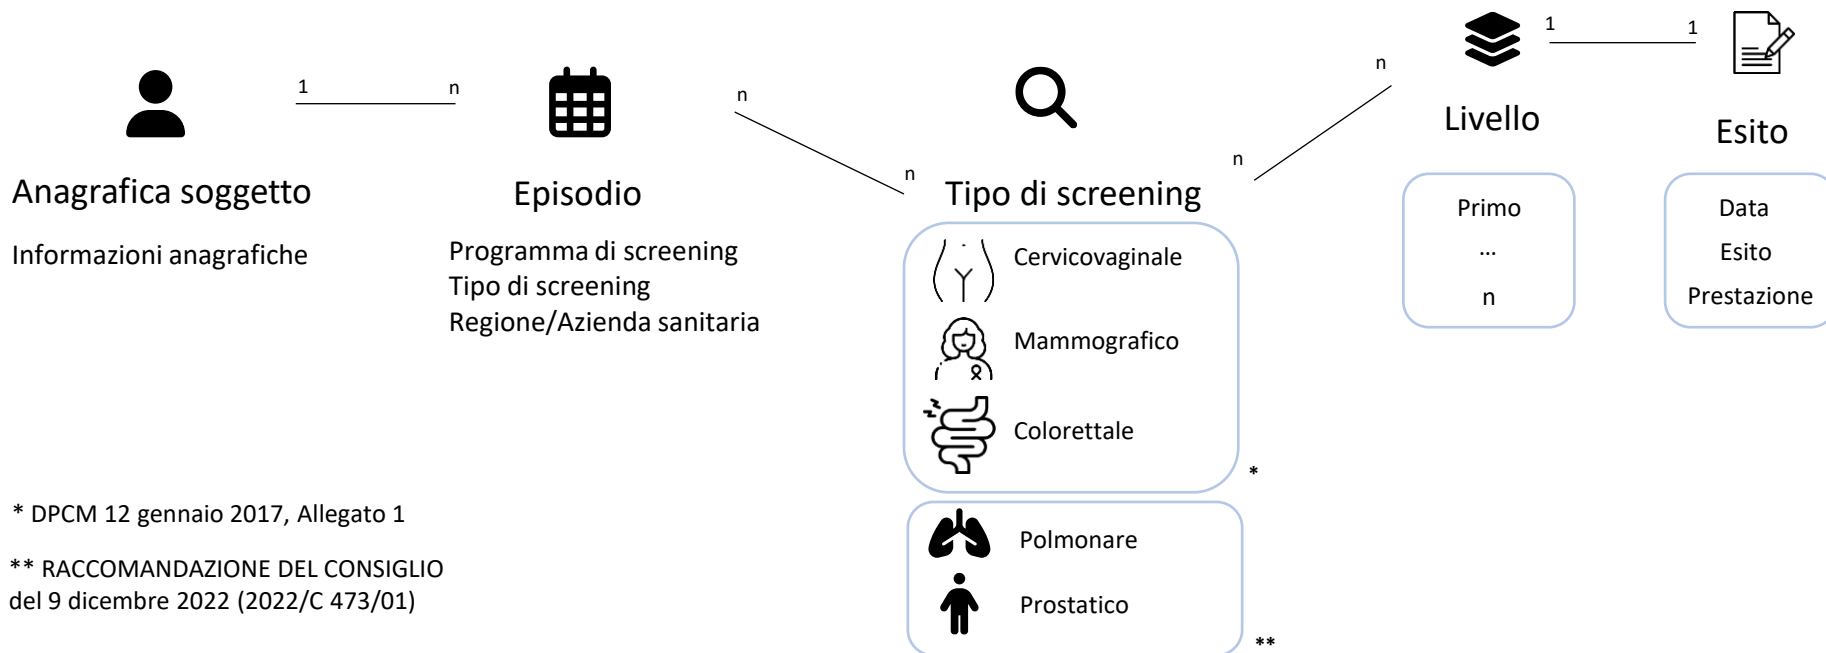 1
n
Anagrafica soggetto
Informazioni anagrafiche
Episodio
Programma di screening
Tipo di screening
Regione/Azienda sanitaria
n
n
Tipo di screening
Cervicovaginale
Mammografico
Colorettale
*
Polmonare
Prostatico
**
n
n
Livello
Primo
...
n
1
1
Esito
Data
Esito
Prestazione
* DPCM 12 gennaio 2017, Allegato 1
** RACCOMANDAZIONE DEL CONSIGLIO
del 9 dicembre 2022 (2022/C 473/01)